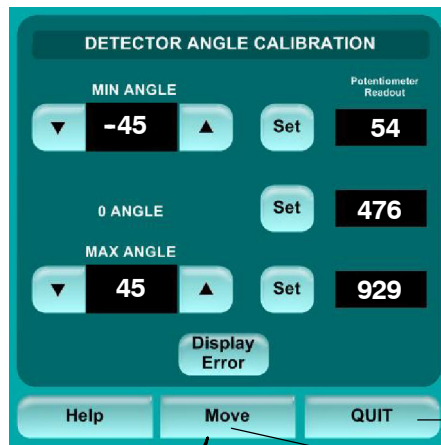 DETECTOR ANGLE CALIBRATION
Potentiometer
Readout
MIN ANGLE
▼ -45 ▲ Set 54
0 ANGLE Set 476
MAX ANGLE
▼ 45 ▲ Set 929
Display
Error
Help Move QUIT